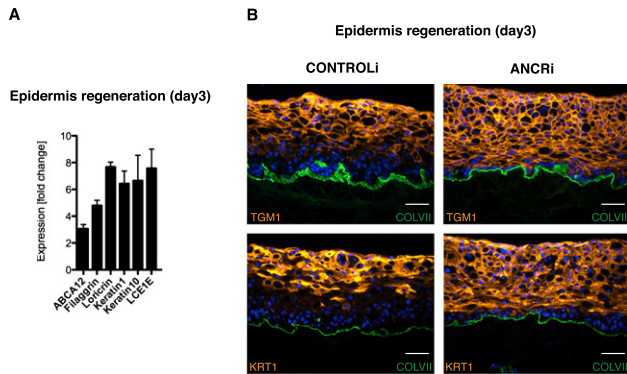 A
B
Epidermis regeneration (day3)
CONTROLi
ANCRi
Epidermis regeneration (day3)
Expression [fold change]
10
8
6
4
2
0
ABCA12
Filaggrin
Loricrin
Keratin1
Keratin10
LCE1E
TGM1
COLVII
TGM1
COLVII
KRT1
COLVII
KRT1
COLVII